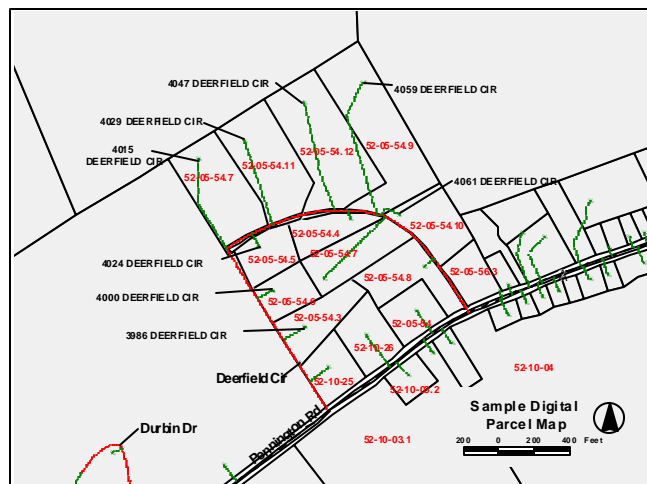 4047 DEERFIELD CIR
4059 DEERFIELD CIR
4029 DEERFIELD CIR
4015
DEERFIELD CIR
52-05-54.12
52-05-54.9
52-05-54.11
52-05-54.7
4061 DEERFIELD CIR
52-05-54.10
52-05-54.4
52-05-54.7
52-05-54.5
4024 DEERFIELD CIR
52-05-56.3
52-05-54.8
4000 DEERFIELD CIR
52-05-54.6
52-05-54.3
52-05-54
3986 DEERFIELD CIR
52-10-26
52-10-04
Deerfield Cir
52-10-25
52-10-03.2
Sample Digital
Parcel Map
Pennington Rd
Durbin Dr
52-10-03.1
200 0 200 400 Feet